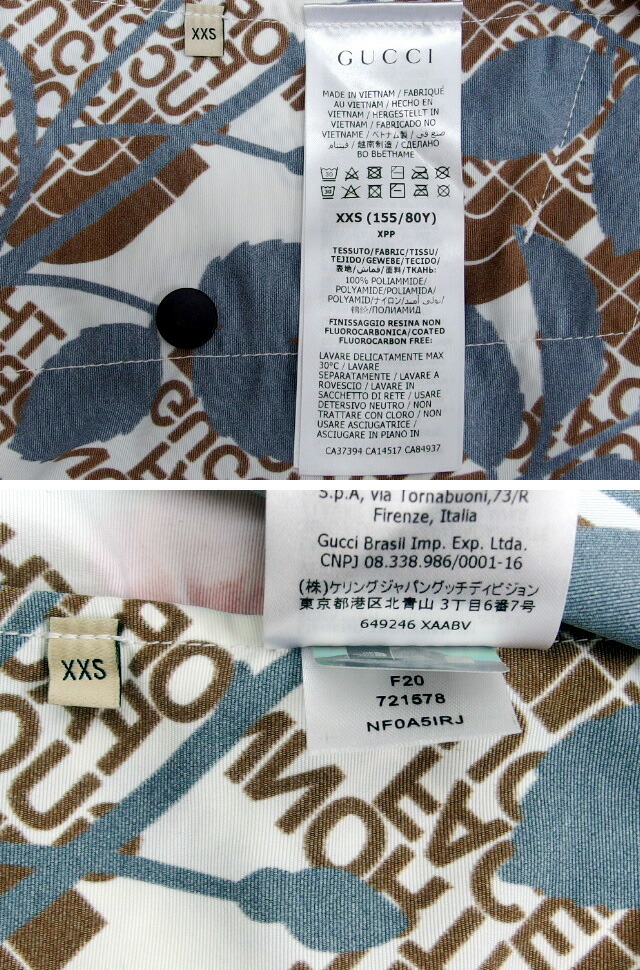 XXS
GUCCI
MADE IN VIETNAM / FABRIQUÉ
AU VIETNAM / HECHO EN
VIETNAM / HERGESTELLT IN
VIETNAM / FABRICADO NO
VIETNAME / ベトナム製 / صنع في
فيتنام / 越南制造 / СДЕЛАНО
ВО ВЬЕТНАМЕ
XXS (155/80Y)
XPP
TESSUTO/FABRIC/TISSU/
TEJIDO/GEWEBE/TECIDO/
表地/قماش/面料/ТКАНЬ:
100% POLIAMMIDE/
POLYAMIDE/POLIAMIDA/
POLYAMID/ナイロン/بولي أميد/
锦纶/ПОЛИАМИД
FINISSAGGIO RESINA NON
FLUOROCARBONICA/COATED
FLUOROCARBON FREE:
LAVARE DELICATAMENTE MAX
30°C / LAVARE
SEPARATAMENTE / LAVARE A
ROVESCIO / LAVARE IN
SACCHETTO DI RETE / USARE
DETERSIVO NEUTRO / NON
TRATTARE CON CLORO / NON
USARE ASCIUGATRICE /
ASCIUGARE IN PIANO IN
CA37394 CA14517 CA84937
S.p.A, Via Tornabuoni,73/R
Firenze, Italia
Gucci Brasil Imp. Exp. Ltda.
CNPJ 08.338.986/0001-16
(株)ケリングジャパングッチディビジョン
東京都港区北青山 3丁目6番7号
649246 XAABV
XXS
F20
721578
NF0A5IRJ